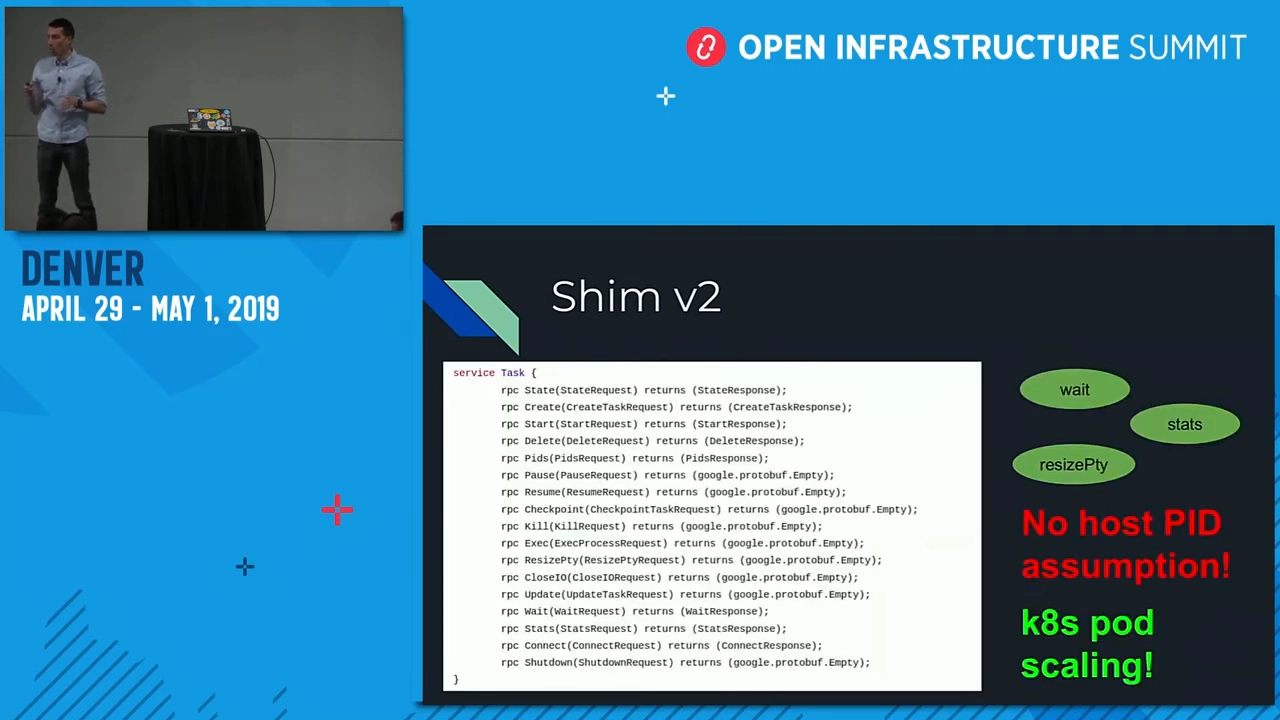 OPEN INFRASTRUCTURE SUMMIT
DENVER
APRIL 29 - MAY 1, 2019
Shim v2
service Task {
rpc State(StateRequest) returns (StateResponse);
rpc Create(CreateTaskRequest) returns (CreateTaskResponse);
rpc Start(StartRequest) returns (StartResponse);
rpc Delete(DeleteRequest) returns (DeleteResponse);
rpc Pids(PidsRequest) returns (PidsResponse);
rpc Pause(PauseRequest) returns (google.protobuf.Empty);
rpc Resume(ResumeRequest) returns (google.protobuf.Empty);
rpc Checkpoint(CheckpointTaskRequest) returns (google.protobuf.Empty);
rpc Kill(KillRequest) returns (google.protobuf.Empty);
rpc Exec(ExecProcessRequest) returns (google.protobuf.Empty);
rpc ResizePty(ResizePtyRequest) returns (google.protobuf.Empty);
rpc CloseIO(CloseIORequest) returns (google.protobuf.Empty);
rpc Update(UpdateTaskRequest) returns (google.protobuf.Empty);
rpc Wait(WaitRequest) returns (WaitResponse);
rpc Stats(StatsRequest) returns (StatsResponse);
rpc Connect(ConnectRequest) returns (ConnectResponse);
rpc Shutdown(ShutdownRequest) returns (google.protobuf.Empty);
}
wait
stats
resizePty
No host PID
assumption!
k8s pod
scaling!